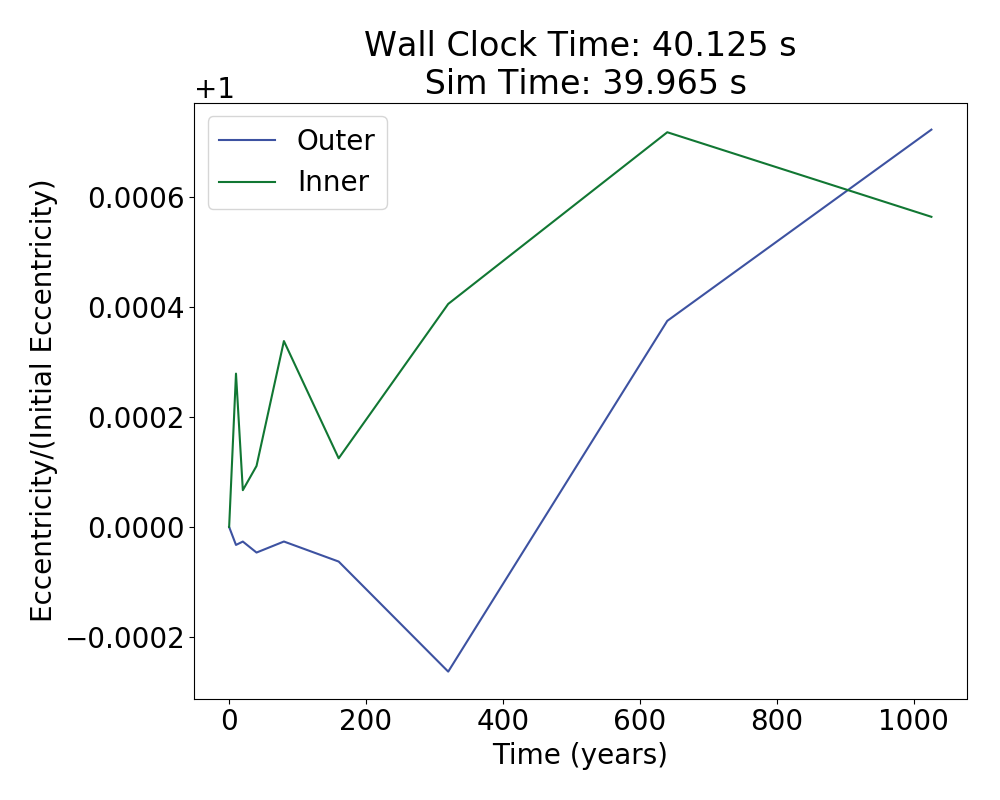 Wall Clock Time: 40.125 s
Sim Time: 39.965 s
+1
Outer
Inner
Eccentricity/(Initial Eccentricity)
0.0006
0.0004
0.0002
0.0000
−0.0002
0 200 400 600 800 1000
Time (years)